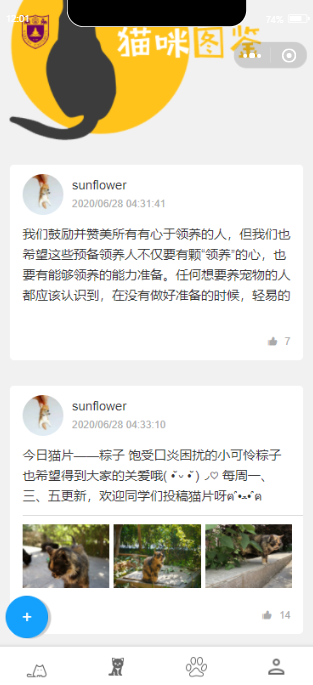 12:01
74%
猫咪图鉴
sunflower
2020/06/28 04:31:41
我们鼓励并赞美所有有心于领养的人，但我们也
希望这些预备领养人不仅要有颗“领养”的心，也
要有能够领养的能力准备。任何想要养宠物的人
都应该认识到，在没有做好准备的时候，轻易的
7
sunflower
2020/06/28 04:33:10
今日猫片——粽子 饱受口炎困扰的小可怜粽子
也希望得到大家的关爱哦( •̆ ᵕ •̆ )◞♡ 每周一、
三、五更新，欢迎同学们投稿猫片呀ฅ^•ﻌ•^ฅ
14